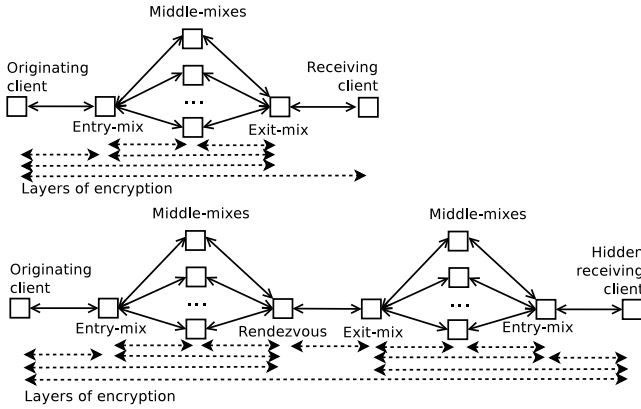 Middle-mixes
Originating
client
Receiving
client
...
Entry-mix
Exit-mix
Layers of encryption
Middle-mixes
Middle-mixes
Originating
client
Hidden
receiving
client
...
...
Entry-mix
Rendezvous
Exit-mix
Entry-mix
Layers of encryption